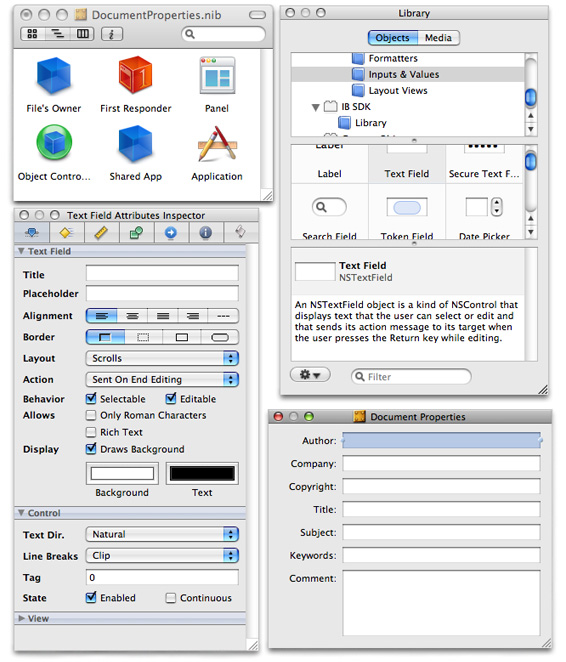 DocumentProperties.nib
File's Owner
First Responder
Panel
Object Contro...
Shared App
Application
Library
Objects
Media
Formatters
Inputs & Values
Layout Views
IB SDK
Library
Label
Label
Text Field
Secure Text F...
Search Field
Token Field
Date Picker
Text Field
NSTextField
An NSTextField object is a kind of NSControl that
displays text that the user can select or edit and
that sends its action message to its target when
the user presses the Return key while editing.
Filter
Text Field Attributes Inspector
Text Field
Title
Placeholder
Alignment
Border
Layout Scrolls
Action Sent On End Editing
Behavior Selectable Editable
Allows Only Roman Characters
Rich Text
Display Draws Background
Background Text
Control
Text Dir. Natural
Line Breaks Clip
Tag 0
State Enabled Continuous
View
Document Properties
Author:
Company:
Copyright:
Title:
Subject:
Keywords:
Comment: